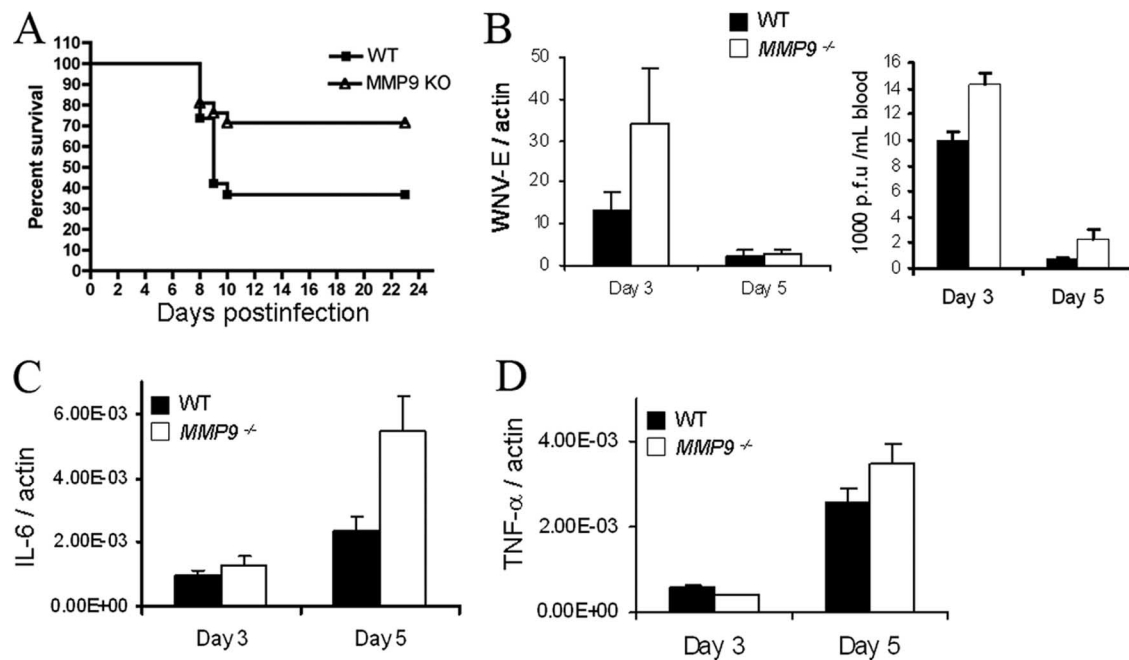 A
110
100
90
80
70
60
50
40
30
20
10
0
Percent survival
WT
MMP9 KO
0 2 4 6 8 10 12 14 16 18 20 22 24
Days postinfection
B
WT
MMP9 -/-
50
40
30
20
10
0
WNV-E / actin
Day 3 Day 5
16
14
12
10
8
6
4
2
0
1000 p.f.u /mL blood
Day 3 Day 5
C
WT
MMP9 -/-
6.00E-03
4.00E-03
2.00E-03
0.00E+00
IL-6 / actin
Day 3 Day 5
D
WT
MMP9 -/-
4.00E-03
2.00E-03
0.00E+00
TNF-α / actin
Day 3 Day 5